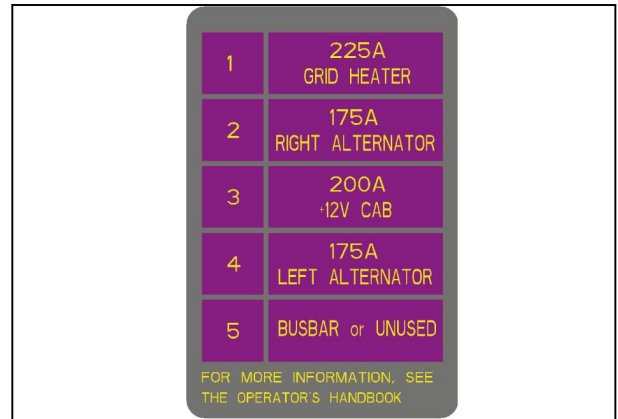 1
225A
GRID HEATER
2
175A
RIGHT ALTERNATOR
3
200A
+12V CAB
4
175A
LEFT ALTERNATOR
5
BUSBAR or UNUSED
FOR MORE INFORMATION, SEE
THE OPERATOR'S HANDBOOK